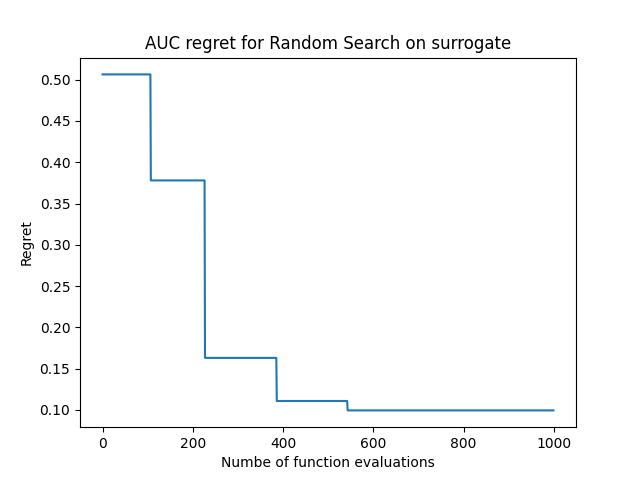 AUC regret for Random Search on surrogate
0.50
0.45
0.40
0.35
0.30
0.25
0.20
0.15
0.10
Regret
0 200 400 600 800 1000
Numbe of function evaluations